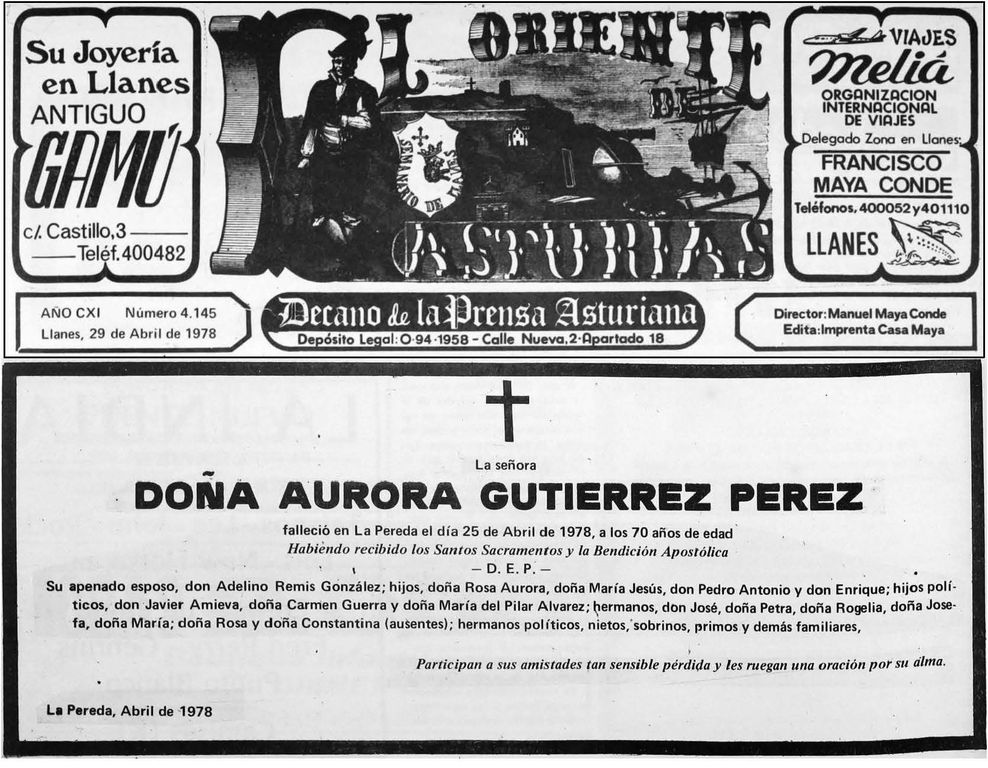 Su Joyería
en Llanes
ANTIGUO
GAMÚ
c/. Castillo,3
Teléf. 400482
EL ORIENTE
DE
ASTURIAS
SEMANARIO DE LLANES
VIAJES
Meliá
ORGANIZACION
INTERNACIONAL
DE VIAJES
Delegado Zona en Llanes:
FRANCISCO
MAYA CONDE
Teléfonos. 400052 y 401110
LLANES
AÑO CXI Número 4.145
Llanes, 29 de Abril de 1978
Decano de la Prensa Asturiana
Depósito Legal: O-94-1958 - Calle Nueva, 2-Apartado 18
Director: Manuel Maya Conde
Edita: Imprenta Casa Maya
La señora
DOÑA AURORA GUTIERREZ PEREZ
falleció en La Pereda el día 25 de Abril de 1978, a los 70 años de edad
Habiendo recibido los Santos Sacramentos y la Bendición Apostólica
— D. E. P. —
Su apenado esposo, don Adelino Remis González; hijos, doña Rosa Aurora, doña María Jesús, don Pedro Antonio y don Enrique; hijos polí-
ticos, don Javier Amieva, doña Carmen Guerra y doña María del Pilar Alvarez; hermanos, don José, doña Petra, doña Rogelia, doña Jose-
fa, doña María; doña Rosa y doña Constantina (ausentes); hermanos políticos, nietos, sobrinos, primos y demás familiares,
Participan a sus amistades tan sensible pérdida y les ruegan una oración por su alma.
La Pereda, Abril de 1978